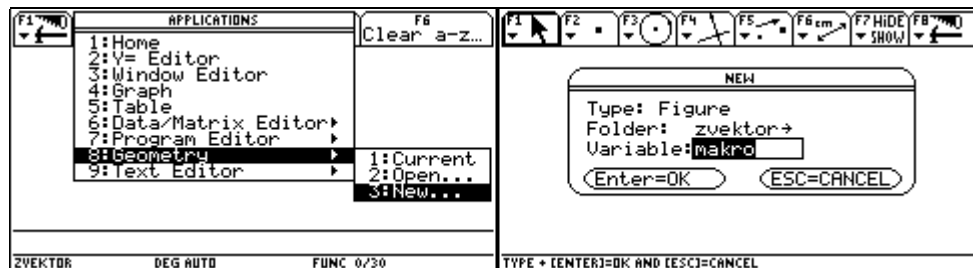 F1 APPLICATIONS F6
Clear a-z…
1:Home
2:Y= Editor
3:Window Editor
4:Graph
5:Table
6:Data/Matrix Editor▸
7:Program Editor ▸
8:Geometry ▸
9:Text Editor ▸
1:Current
2:Open...
3:New...
ZVEKTOR DEG AUTO FUNC 0/30
F1 F2 F3 F4 F5 F6 cm F7 HiDE F8
SHOW
NEW
Type: Figure
Folder: zvektor→
Variable: makro
Enter=OK ESC=CANCEL
TYPE + [ENTER]=OK AND [ESC]=CANCEL